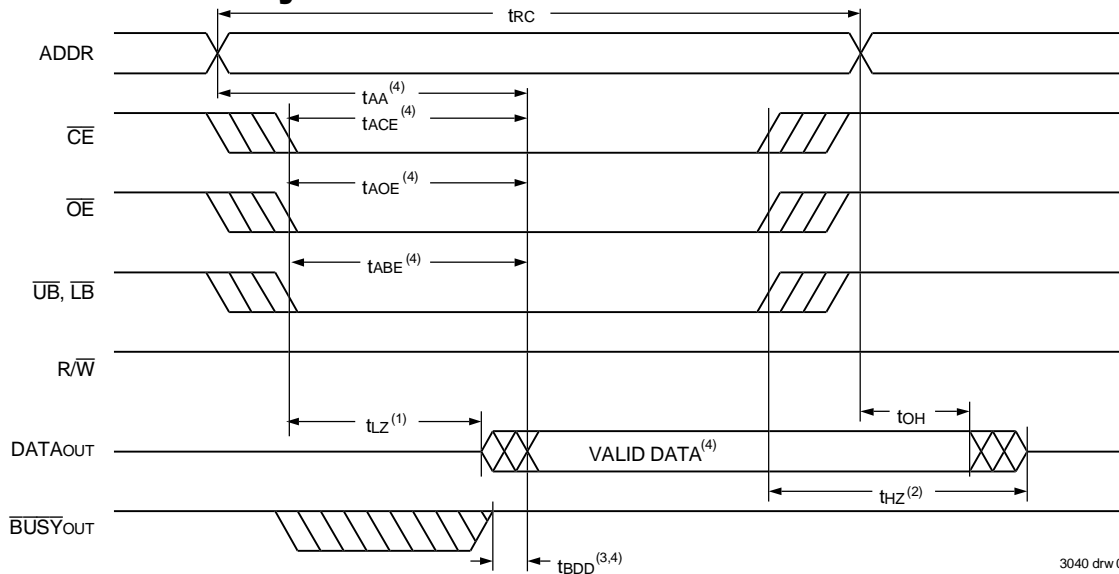 tRC
ADDR
tAA(4)
tACE(4)
CE
tAOE(4)
OE
tABE(4)
UB, LB
R/W
tLZ(1)
tOH
DATAOUT
VALID DATA(4)
tHZ(2)
BUSYOUT
tBDD(3,4)
3040 drw